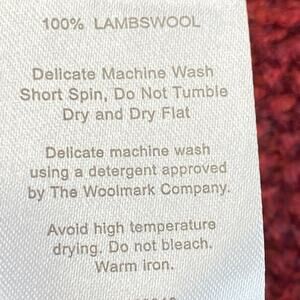 100% LAMBSWOOL
Delicate Machine Wash
Short Spin, Do Not Tumble
Dry and Dry Flat
Delicate machine wash
using a detergent approved
by The Woolmark Company.
Avoid high temperature
drying. Do not bleach.
Warm iron.